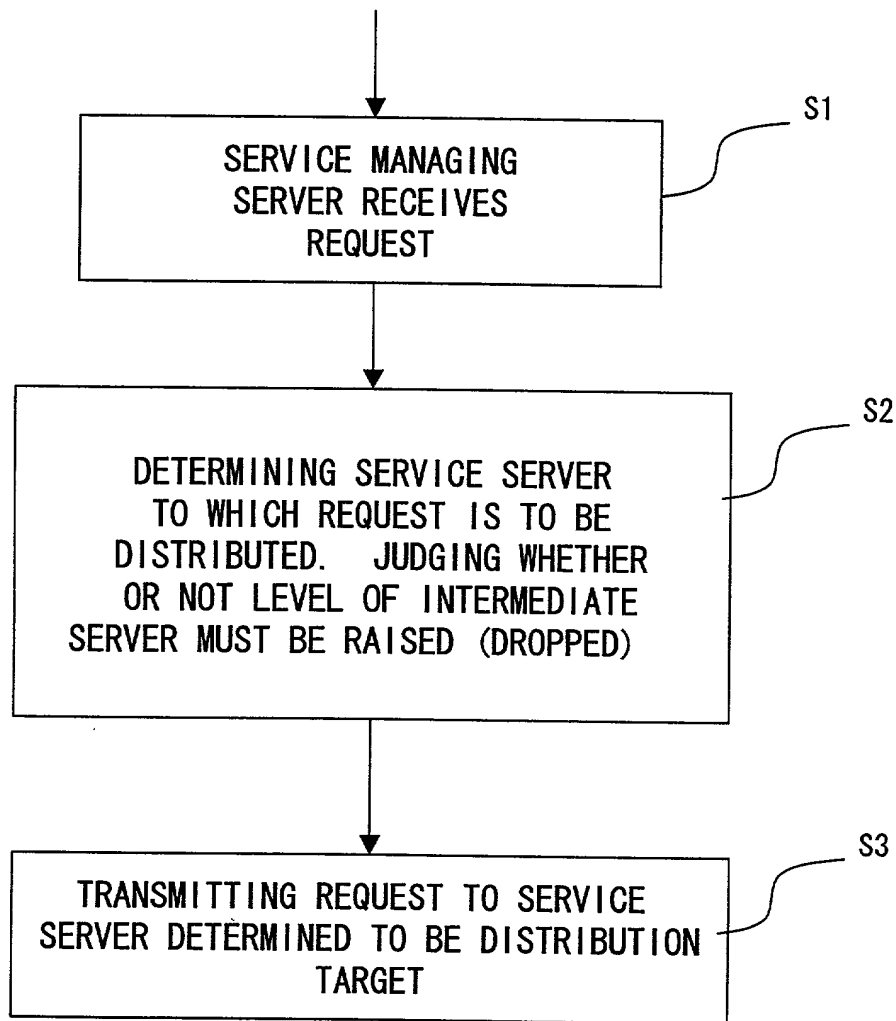 S1
SERVICE MANAGING
SERVER RECEIVES
REQUEST
S2
DETERMINING SERVICE SERVER
TO WHICH REQUEST IS TO BE
DISTRIBUTED. JUDGING WHETHER
OR NOT LEVEL OF INTERMEDIATE
SERVER MUST BE RAISED (DROPPED)
S3
TRANSMITTING REQUEST TO SERVICE
SERVER DETERMINED TO BE DISTRIBUTION
TARGET